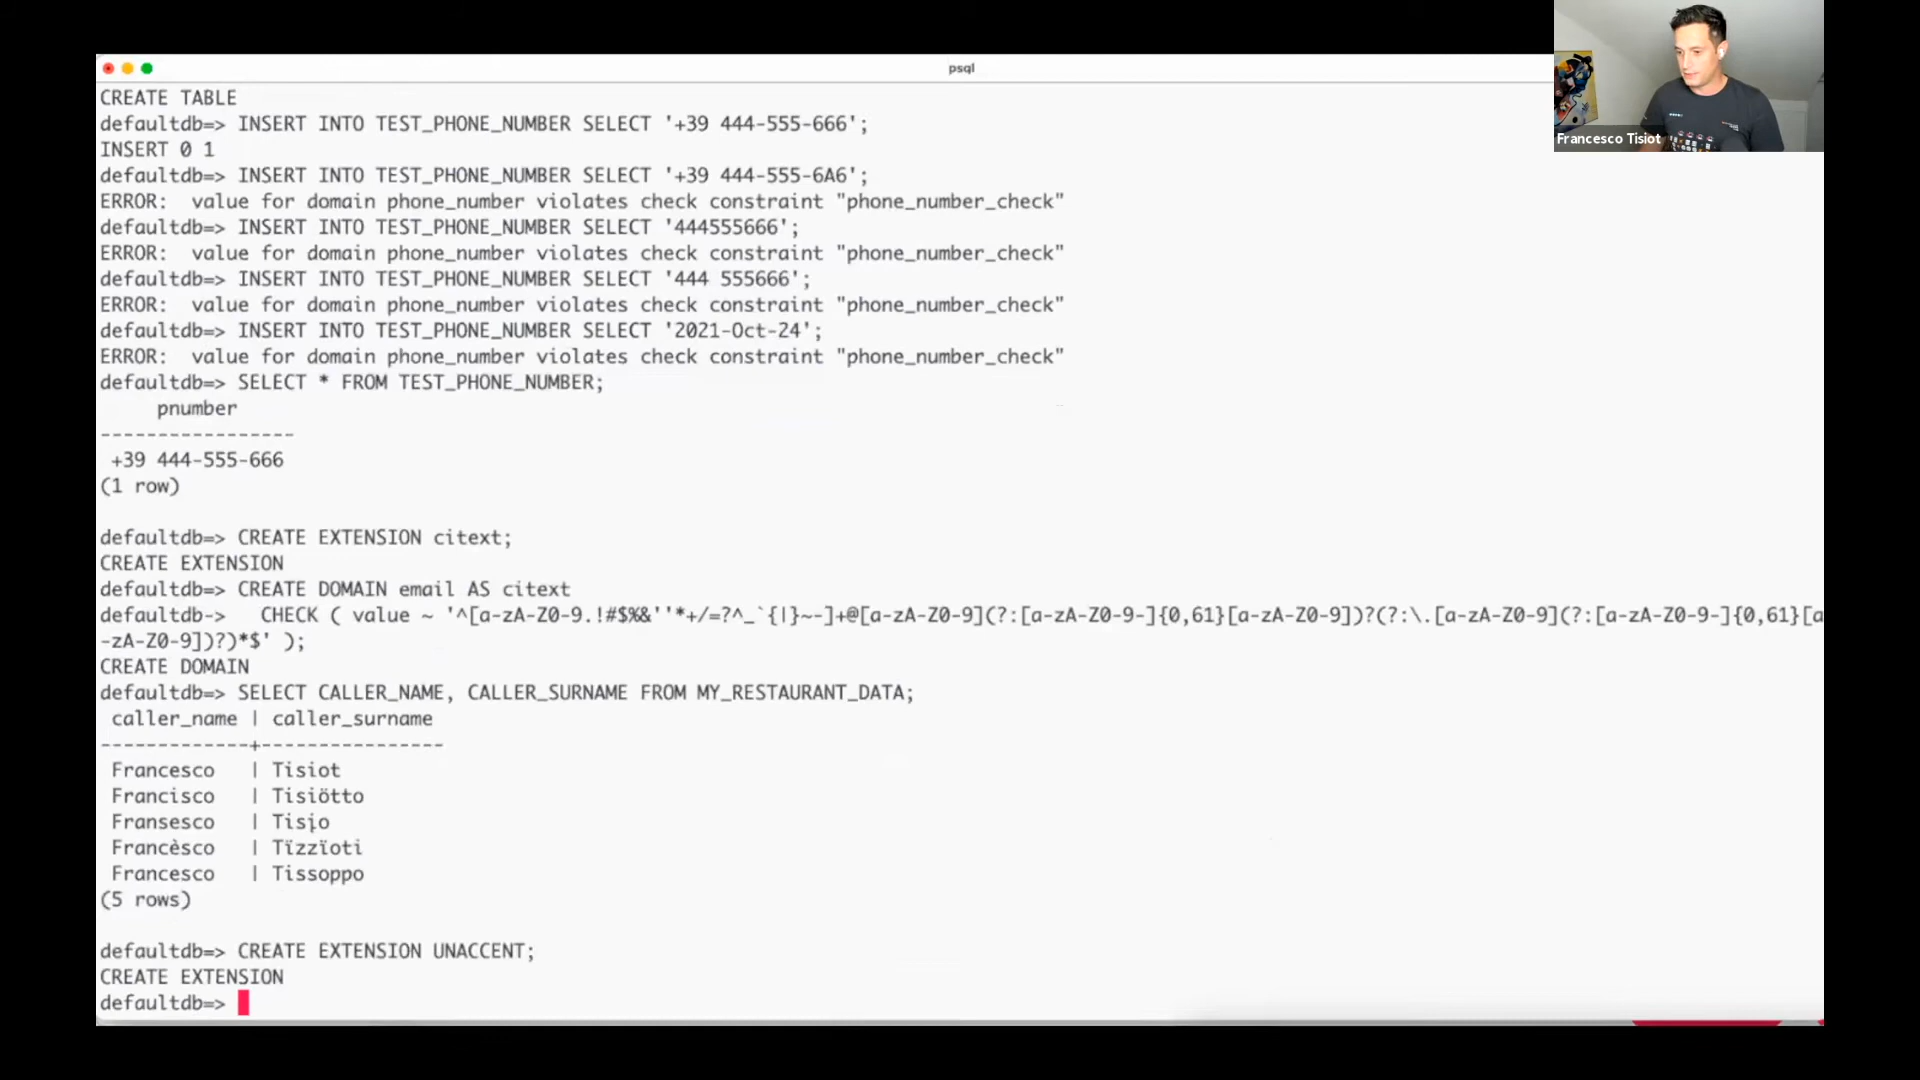 psql
Francesco Tisiot
CREATE TABLE
defaultdb=> INSERT INTO TEST_PHONE_NUMBER SELECT '+39 444-555-666';
INSERT 0 1
defaultdb=> INSERT INTO TEST_PHONE_NUMBER SELECT '+39 444-555-6A6';
ERROR:  value for domain phone_number violates check constraint "phone_number_check"
defaultdb=> INSERT INTO TEST_PHONE_NUMBER SELECT '444555666';
ERROR:  value for domain phone_number violates check constraint "phone_number_check"
defaultdb=> INSERT INTO TEST_PHONE_NUMBER SELECT '444 555666';
ERROR:  value for domain phone_number violates check constraint "phone_number_check"
defaultdb=> INSERT INTO TEST_PHONE_NUMBER SELECT '2021-Oct-24';
ERROR:  value for domain phone_number violates check constraint "phone_number_check"
defaultdb=> SELECT * FROM TEST_PHONE_NUMBER;
     pnumber
-----------------
 +39 444-555-666
(1 row)
defaultdb=> CREATE EXTENSION citext;
CREATE EXTENSION
defaultdb=> CREATE DOMAIN email AS citext
defaultdb->   CHECK ( value ~ '^[a-zA-Z0-9.!#$%&''*+/=?^_`{|}~-]+@[a-zA-Z0-9](?:[a-zA-Z0-9-]{0,61}[a-zA-Z0-9])?(?:\.[a-zA-Z0-9](?:[a-zA-Z0-9-]{0,61}[a
-zA-Z0-9])?)*$' );
CREATE DOMAIN
defaultdb=> SELECT CALLER_NAME, CALLER_SURNAME FROM MY_RESTAURANT_DATA;
 caller_name | caller_surname
-------------+----------------
 Francesco   | Tisiot
 Francisco   | Tisiötto
 Fransesco   | Tisįo
 Francèsco   | Tïzzïoti
 Francesco   | Tissoppo
(5 rows)
defaultdb=> CREATE EXTENSION UNACCENT;
CREATE EXTENSION
defaultdb=>